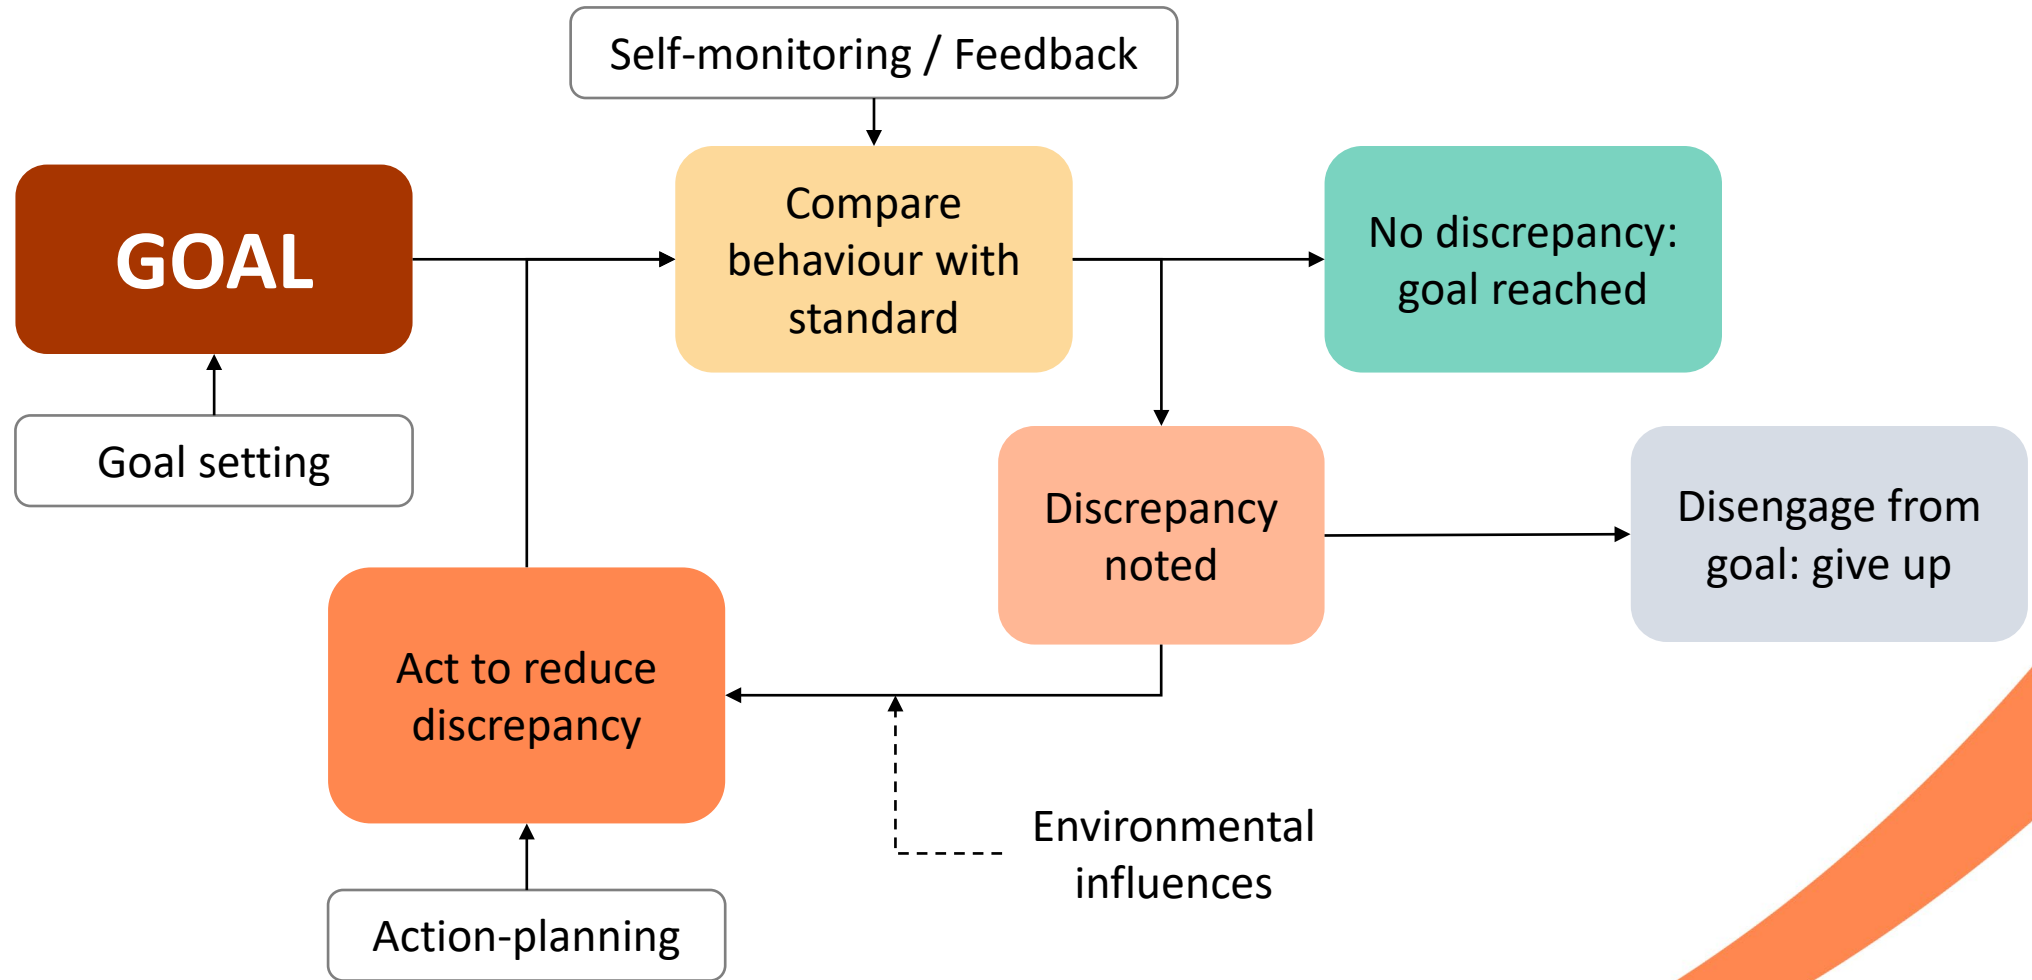 Self-monitoring / Feedback
GOAL
Compare
behaviour with
standard
No discrepancy:
goal reached
Goal setting
Discrepancy
noted
Disengage from
goal: give up
Act to reduce
discrepancy
Environmental
influences
Action-planning